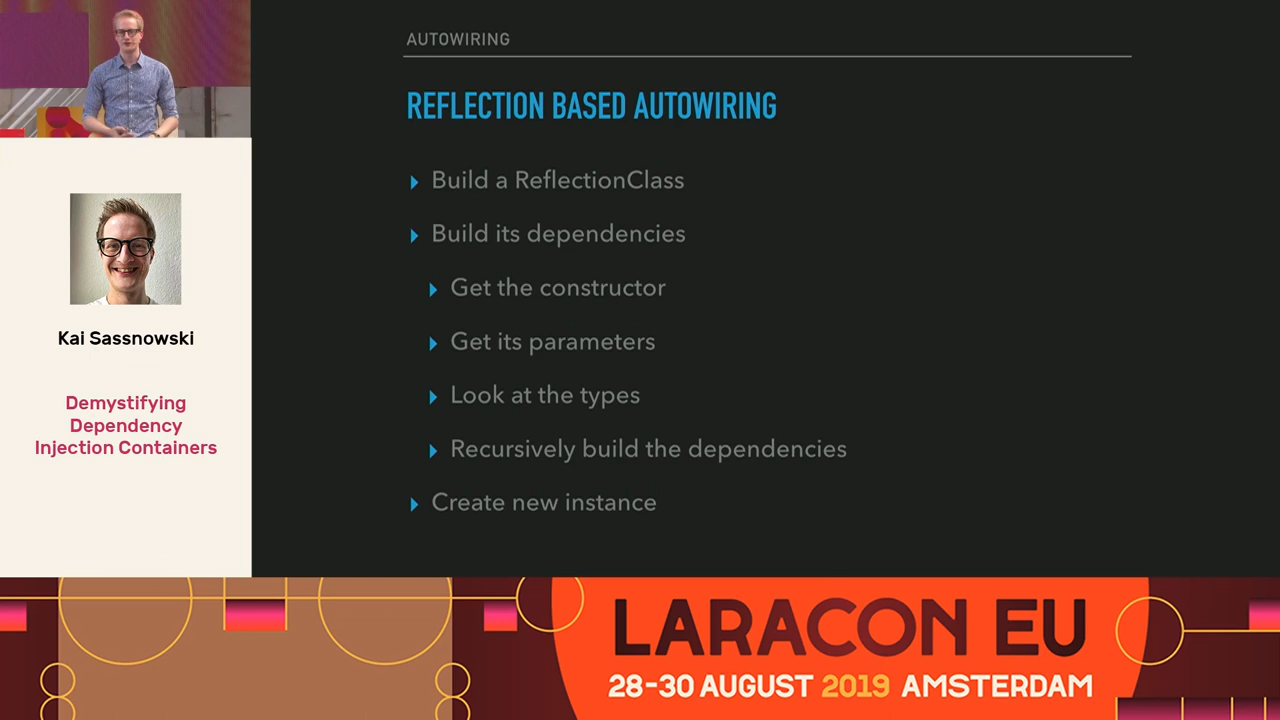 AUTOWIRING
REFLECTION BASED AUTOWIRING
Build a ReflectionClass
Build its dependencies
Get the constructor
Get its parameters
Look at the types
Recursively build the dependencies
Create new instance
Kai Sassnowski
Demystifying
Dependency
Injection Containers
LARACON EU
28-30 AUGUST 2019 AMSTERDAM